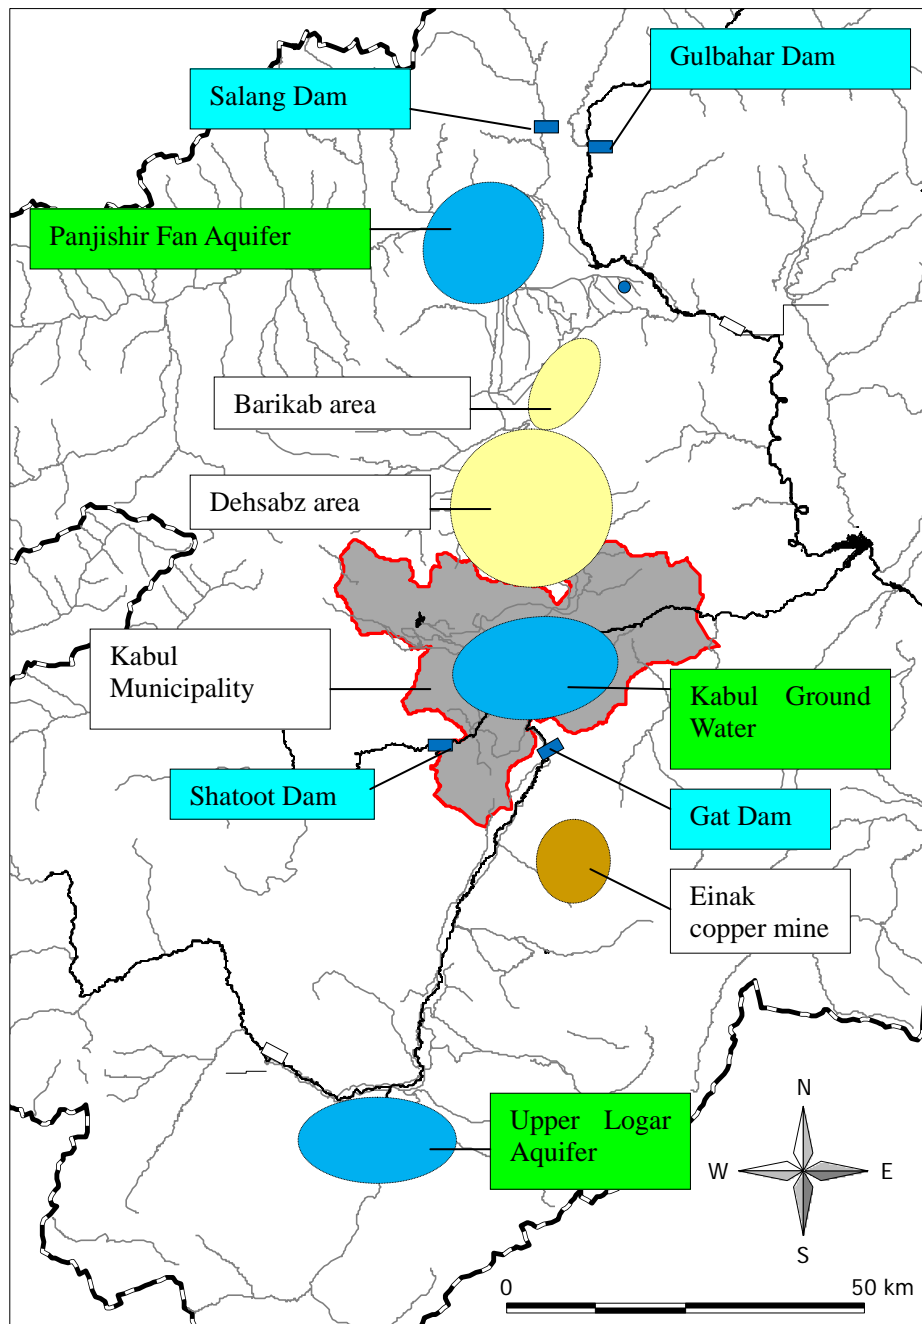 Gulbahar Dam
Salang Dam
Panjishir Fan Aquifer
Barikab area
Dehsabz area
Kabul
Municipality
Kabul Ground
Water
Shatoot Dam
Gat Dam
Einak
copper mine
Upper Logar
Aquifer
N
W E
S
0 50 km